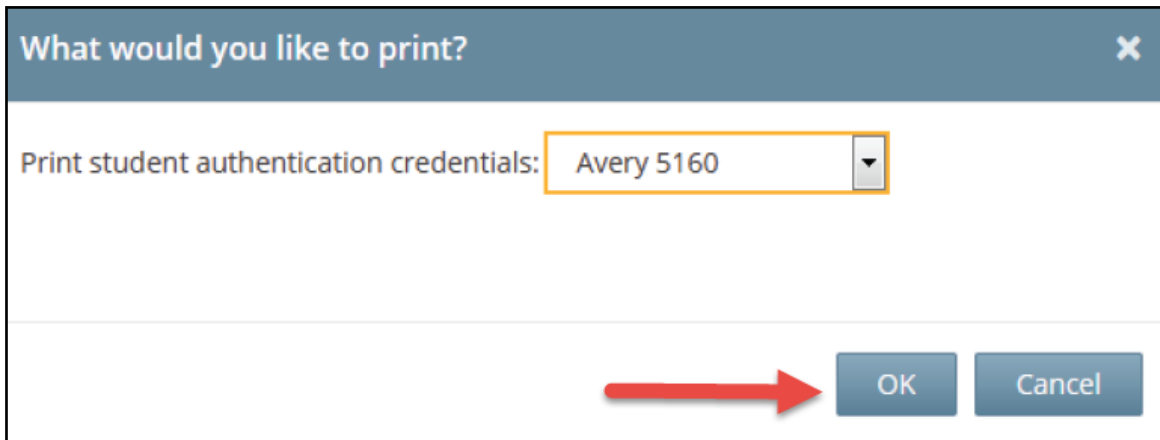 What would you like to print?
Print student authentication credentials: Avery 5160
OK Cancel